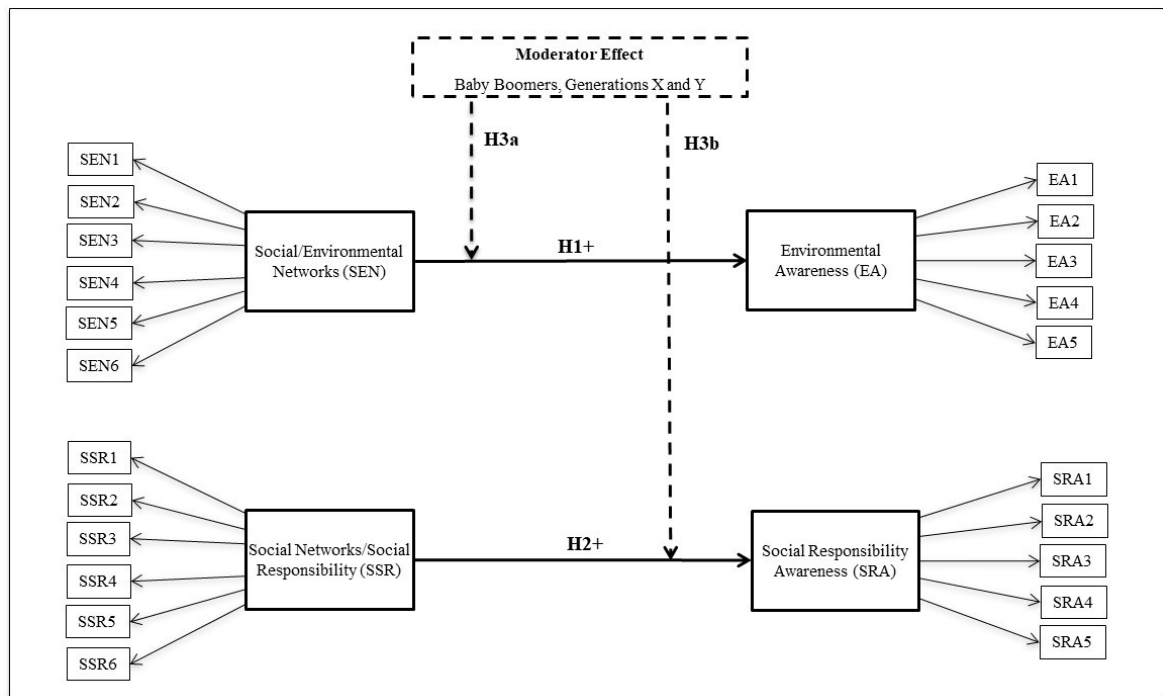 Moderator Effect
Baby Boomers, Generations X and Y
H3a
H3b
SEN1
SEN2
SEN3
SEN4
SEN5
SEN6
Social/Environmental
Networks (SEN)
H1+
Environmental
Awareness (EA)
EA1
EA2
EA3
EA4
EA5
SSR1
SSR2
SSR3
SSR4
SSR5
SSR6
Social Networks/Social
Responsibility (SSR)
H2+
Social Responsibility
Awareness (SRA)
SRA1
SRA2
SRA3
SRA4
SRA5